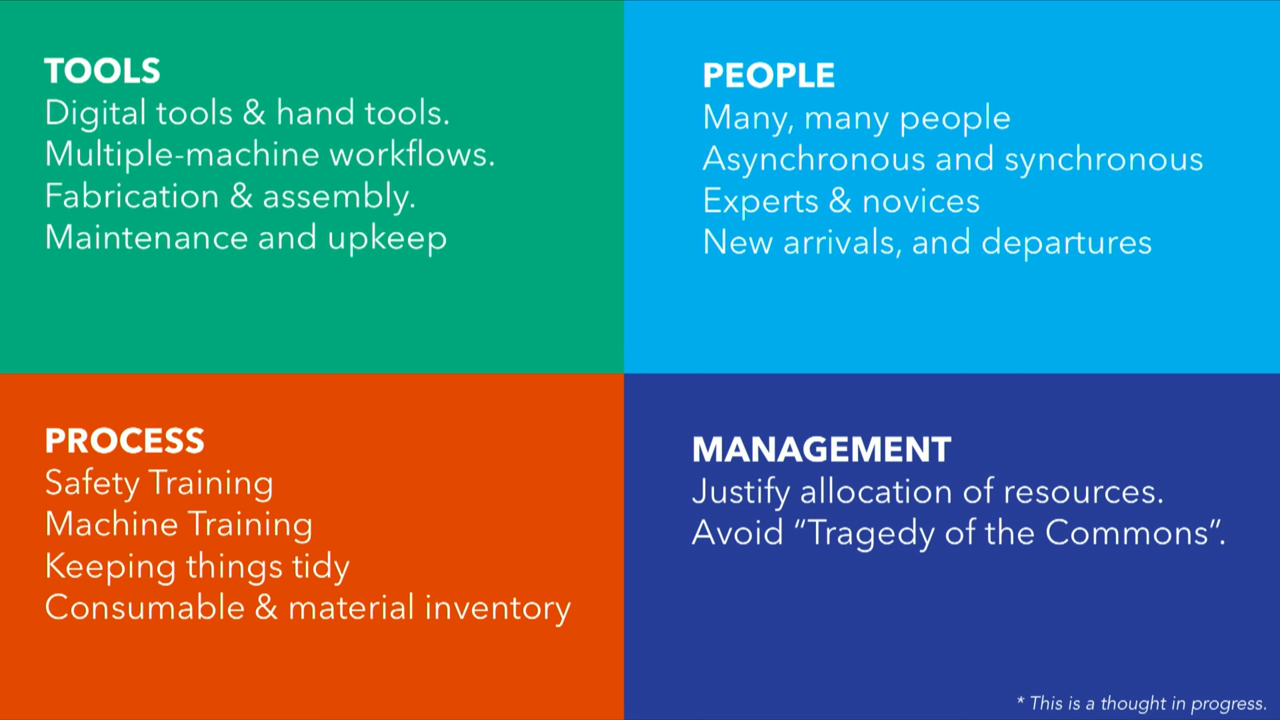 TOOLS
Digital tools & hand tools.
Multiple-machine workflows.
Fabrication & assembly.
Maintenance and upkeep
PEOPLE
Many, many people
Asynchronous and synchronous
Experts & novices
New arrivals, and departures
PROCESS
Safety Training
Machine Training
Keeping things tidy
Consumable & material inventory
MANAGEMENT
Justify allocation of resources.
Avoid “Tragedy of the Commons”.
* This is a thought in progress.